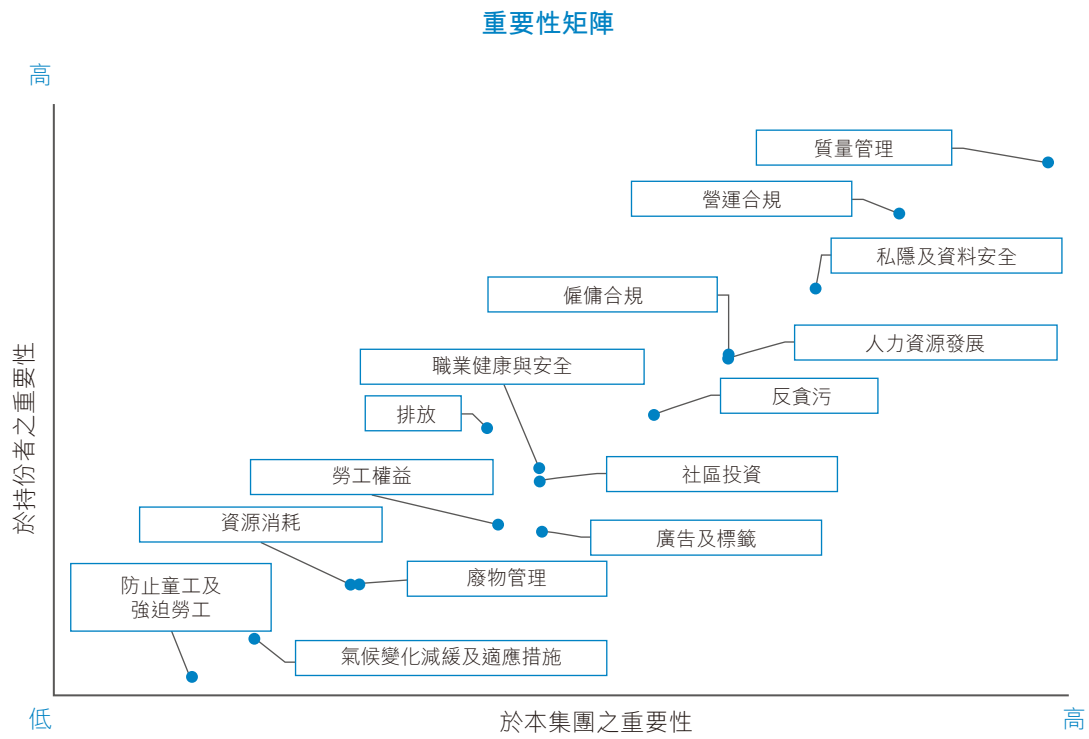 重要性矩陣
高
質量管理
營運合規
私隱及資料安全
僱傭合規
人力資源發展
職業健康與安全
反貪污
排放
勞工權益
社區投資
資源消耗
廣告及標籤
廢物管理
防止童工及
強迫勞工
氣候變化減緩及適應措施
於持份者之重要性
低
於本集團之重要性
高